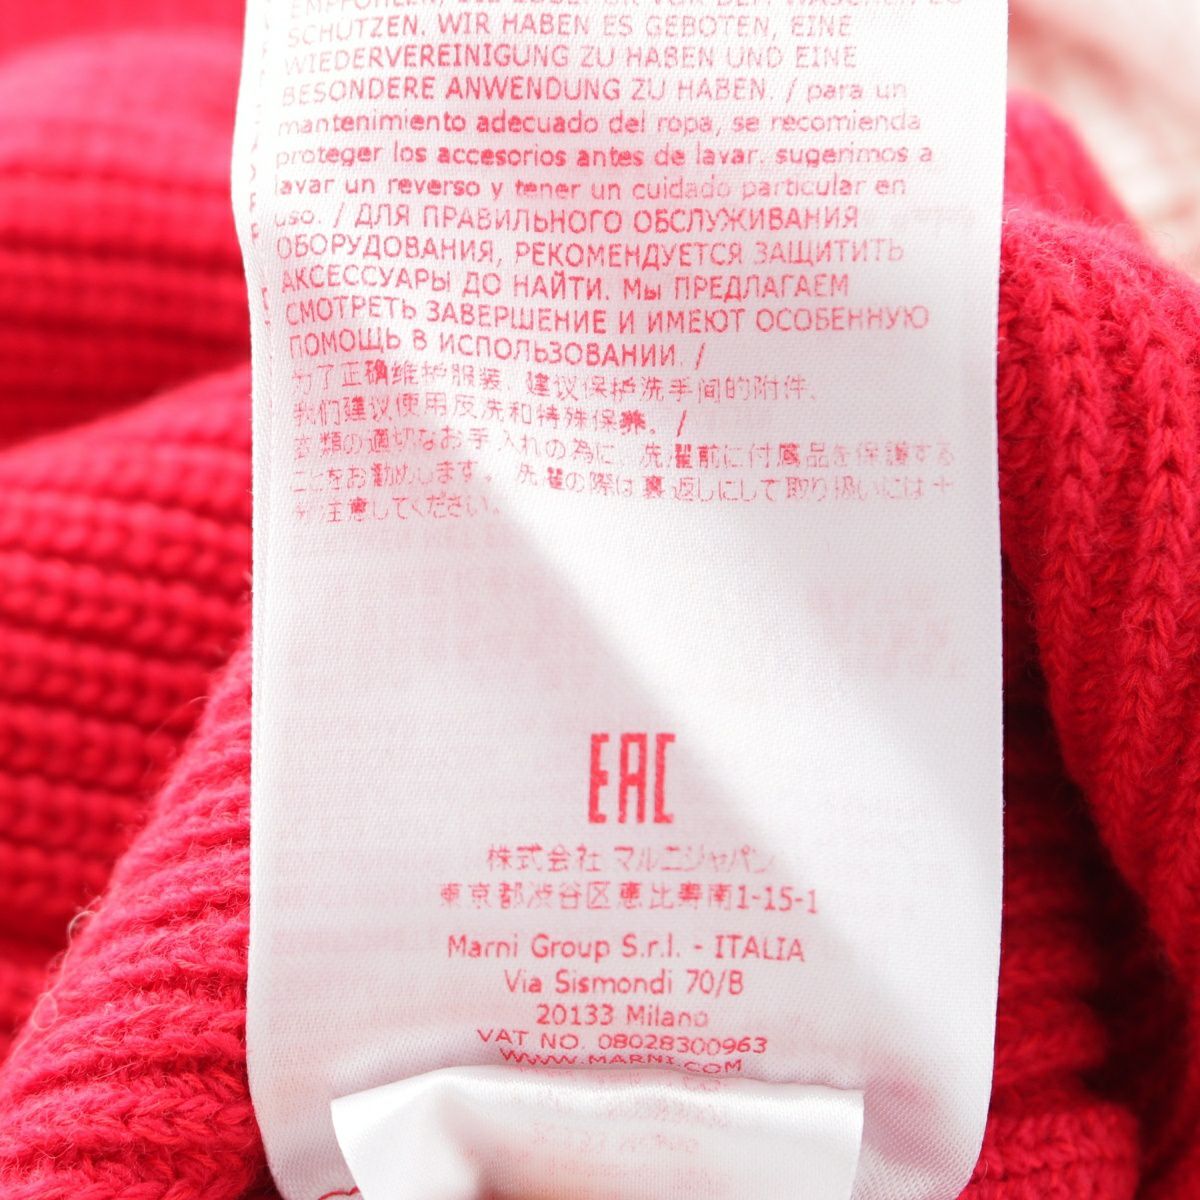 SCHÜTZEN. WIR HABEN ES GEBOTEN, EINE
WIEDERVEREINIGUNG ZU HABEN UND EINE
BESONDERE ANWENDUNG ZU HABEN. / para un
mantenimiento adecuado del ropa, se recomienda
proteger los accesorios antes de lavar. sugerimos a
lavar un reverso y tener un cuidado particular en
uso. / ДЛЯ ПРАВИЛЬНОГО ОБСЛУЖИВАНИЯ
ОБОРУДОВАНИЯ, РЕКОМЕНДУЕТСЯ ЗАЩИТИТЬ
АКСЕССУАРЫ ДО НАЙТИ. Мы ПРЕДЛАГАЕМ
СМОТРЕТЬ ЗАВЕРШЕНИЕ И ИМЕЮТ ОСОБЕННУЮ
ПОМОЩЬ В ИСПОЛЬЗОВАНИИ. /
为了正确维护服装, 建议保护洗手间的附件.
我们建议使用反洗和特殊保养。/
衣類の適切なお手入れの為に、洗濯前に付属品を保護する
ことをお勧めします。洗濯の際は裏返しにして取り扱いには十
分注意してください。
EAC
株式会社 マルニジャパン
東京都渋谷区恵比寿南1-15-1
Marni Group S.r.l. - ITALIA
Via Sismondi 70/B
20133 Milano
VAT NO. 08028300963
WWW.MARNI.COM